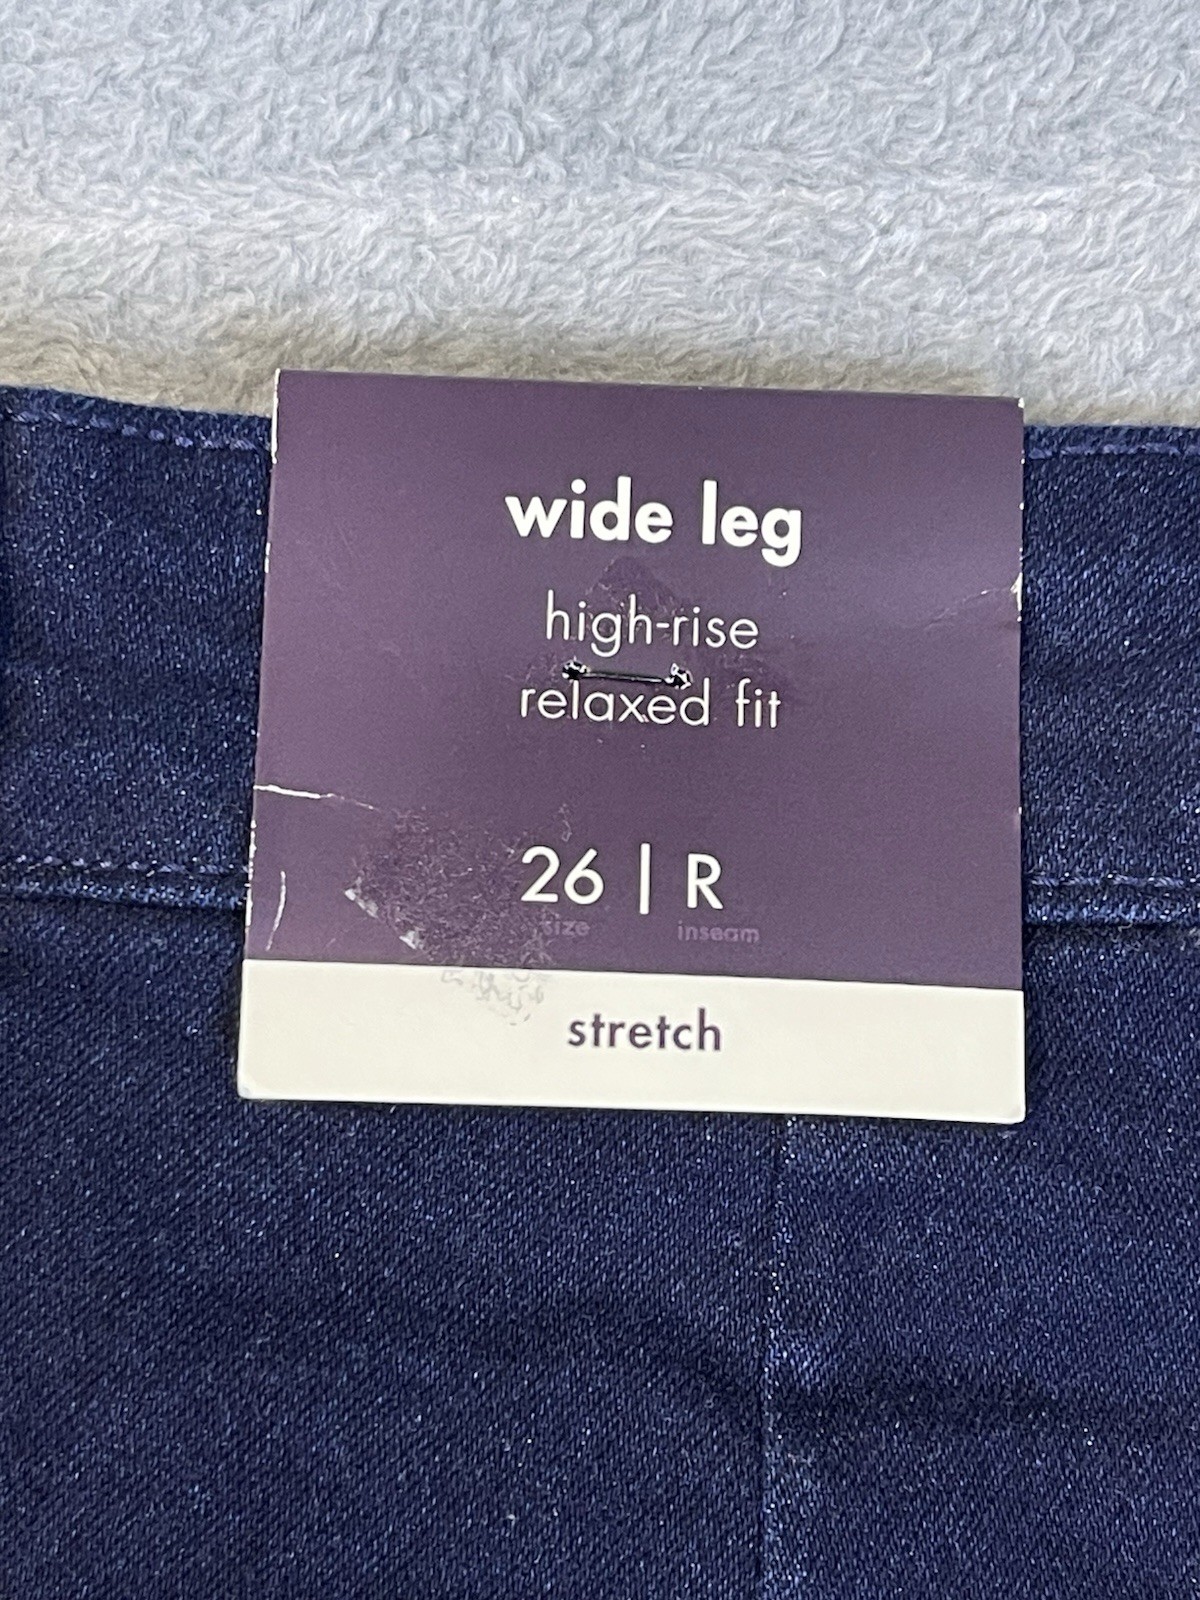 wide leg
high-rise
relaxed fit
26 | R
size inseam
stretch